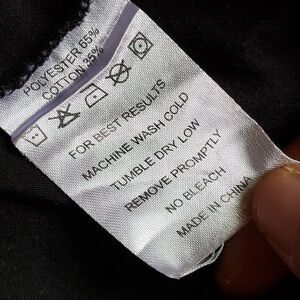 POLYESTER 65%
COTTON 35%
FOR BEST RESULTS
MACHINE WASH COLD
TUMBLE DRY LOW
REMOVE PROMPTLY
NO BLEACH
MADE IN CHINA